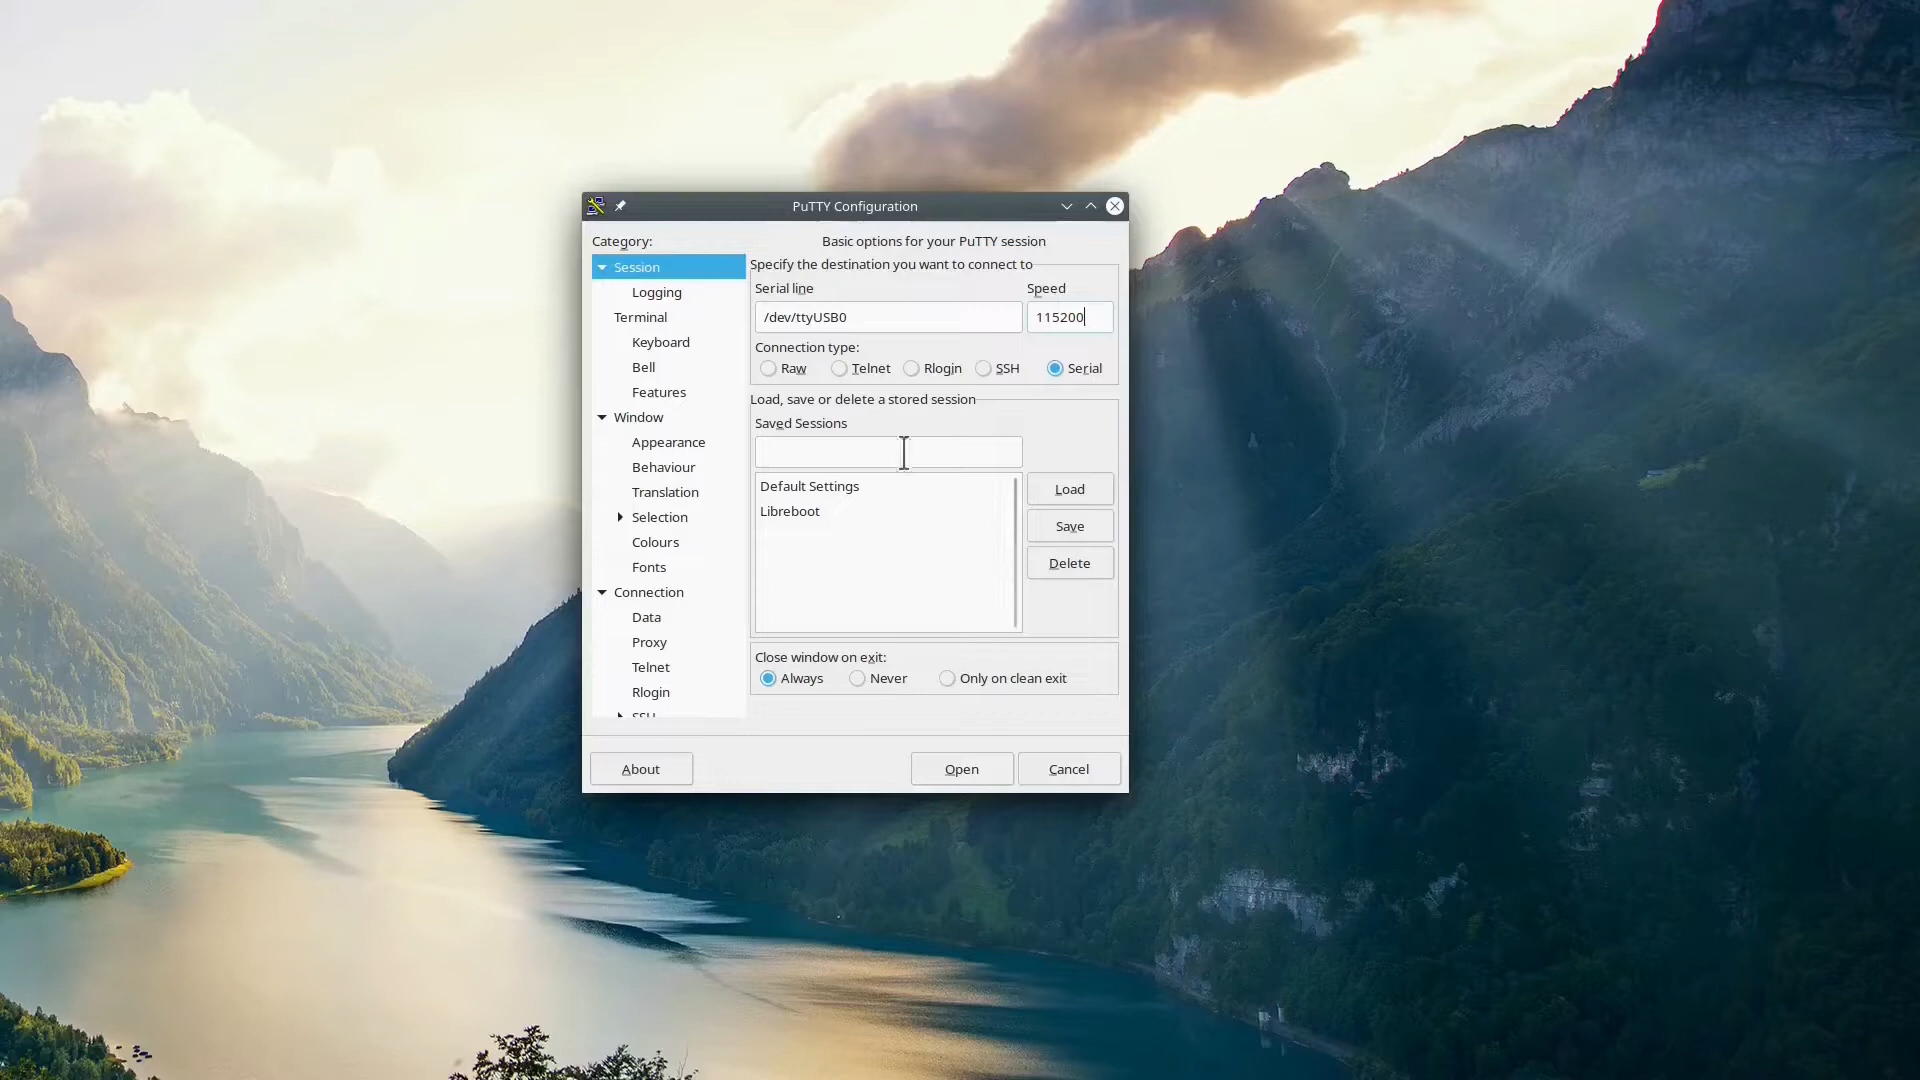 PuTTY Configuration
Category:
Session
Logging
Terminal
Keyboard
Bell
Features
Window
Appearance
Behaviour
Translation
Selection
Colours
Fonts
Connection
Data
Proxy
Telnet
Rlogin
SSH
Basic options for your PuTTY session
Specify the destination you want to connect to
Serial line
Speed
/dev/ttyUSB0
115200
Connection type:
Raw
Telnet
Rlogin
SSH
Serial
Load, save or delete a stored session
Saved Sessions
Default Settings
Libreboot
Load
Save
Delete
Close window on exit:
Always
Never
Only on clean exit
About
Open
Cancel